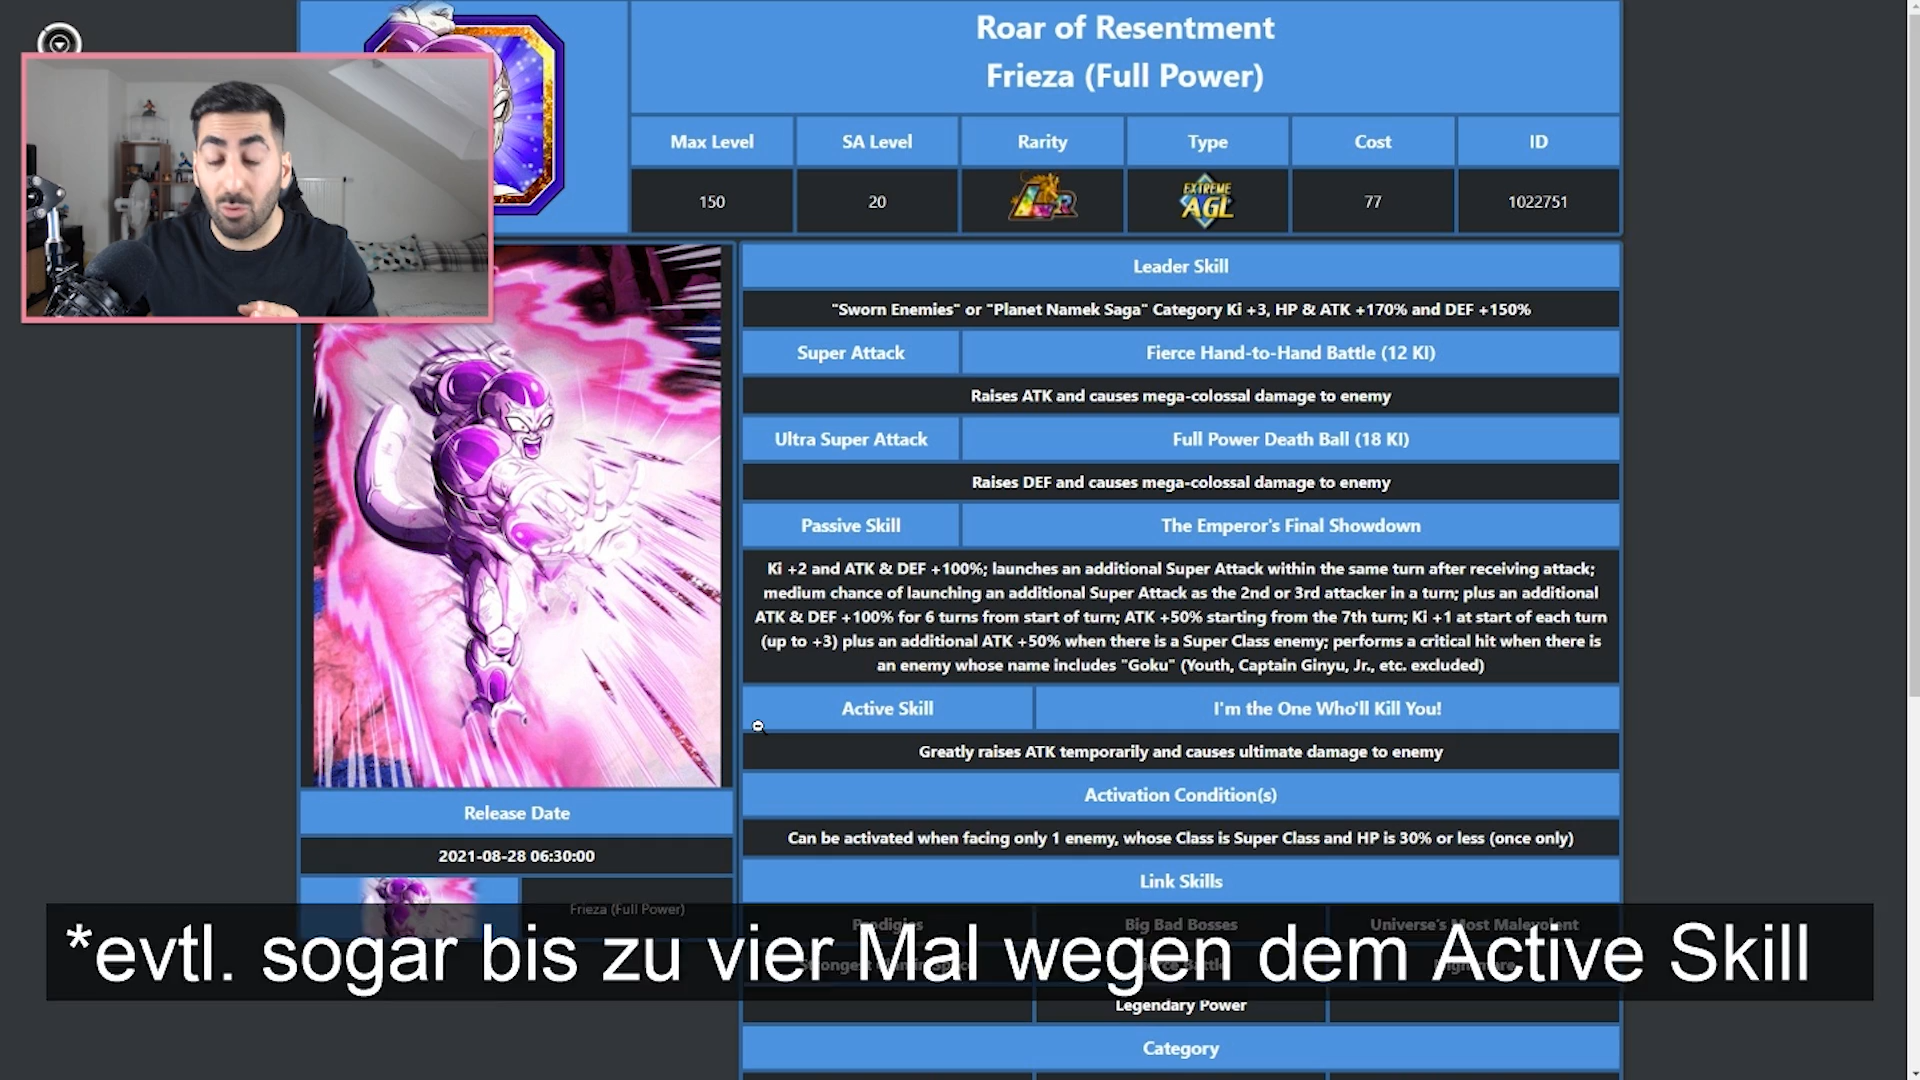 Roar of Resentment
Frieza (Full Power)
Max Level SA Level Rarity Type Cost ID
150 20 LR EXTREME AGL 77 1022751
Leader Skill
"Sworn Enemies" or "Planet Namek Saga" Category Ki +3, HP & ATK +170% and DEF +150%
Super Attack Fierce Hand-to-Hand Battle (12 KI)
Raises ATK and causes mega-colossal damage to enemy
Ultra Super Attack Full Power Death Ball (18 KI)
Raises DEF and causes mega-colossal damage to enemy
Passive Skill The Emperor's Final Showdown
Ki +2 and ATK & DEF +100%; launches an additional Super Attack within the same turn after receiving attack;
medium chance of launching an additional Super Attack as the 2nd or 3rd attacker in a turn; plus an additional
ATK & DEF +100% for 6 turns from start of turn; ATK +50% starting from the 7th turn; Ki +1 at start of each turn
(up to +3) plus an additional ATK +50% when there is a Super Class enemy; performs a critical hit when there is
an enemy whose name includes "Goku" (Youth, Captain Ginyu, Jr., etc. excluded)
Active Skill I'm the One Who'll Kill You!
Greatly raises ATK temporarily and causes ultimate damage to enemy
Activation Condition(s)
Can be activated when facing only 1 enemy, whose Class is Super Class and HP is 30% or less (once only)
Release Date
2021-08-28 06:30:00
Frieza (Full Power)
Link Skills
Prodigies Big Bad Bosses Universe's Most Malevolent
*evtl. sogar bis zu vier Mal wegen dem Active Skill
Legendary Power
Category